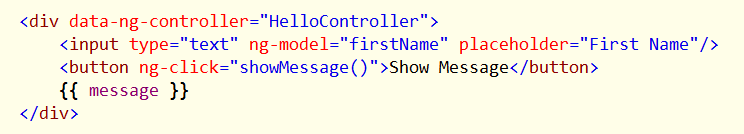 <div data-ng-controller="HelloController">
    <input type="text" ng-model="firstName" placeholder="First Name"/>
    <button ng-click="showMessage()">Show Message</button>
    {{ message }}
</div>